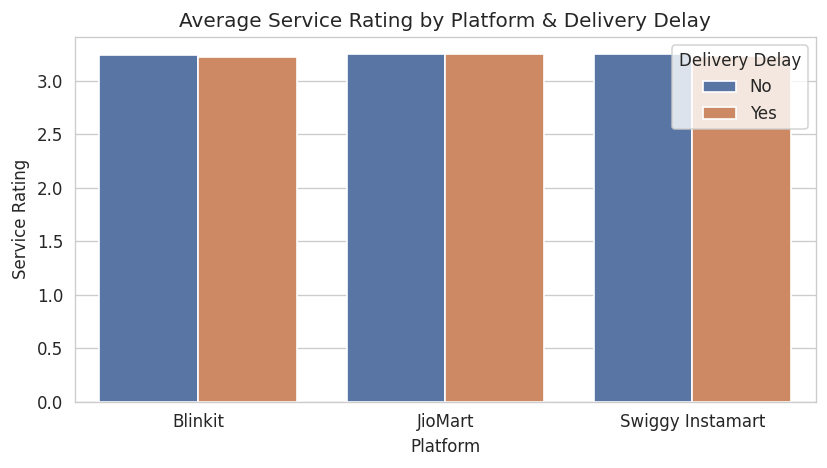 Average Service Rating by Platform & Delivery Delay
Service Rating
3.0
2.5
2.0
1.5
1.0
0.5
0.0
Delivery Delay
No
Yes
Blinkit
JioMart
Swiggy Instamart
Platform